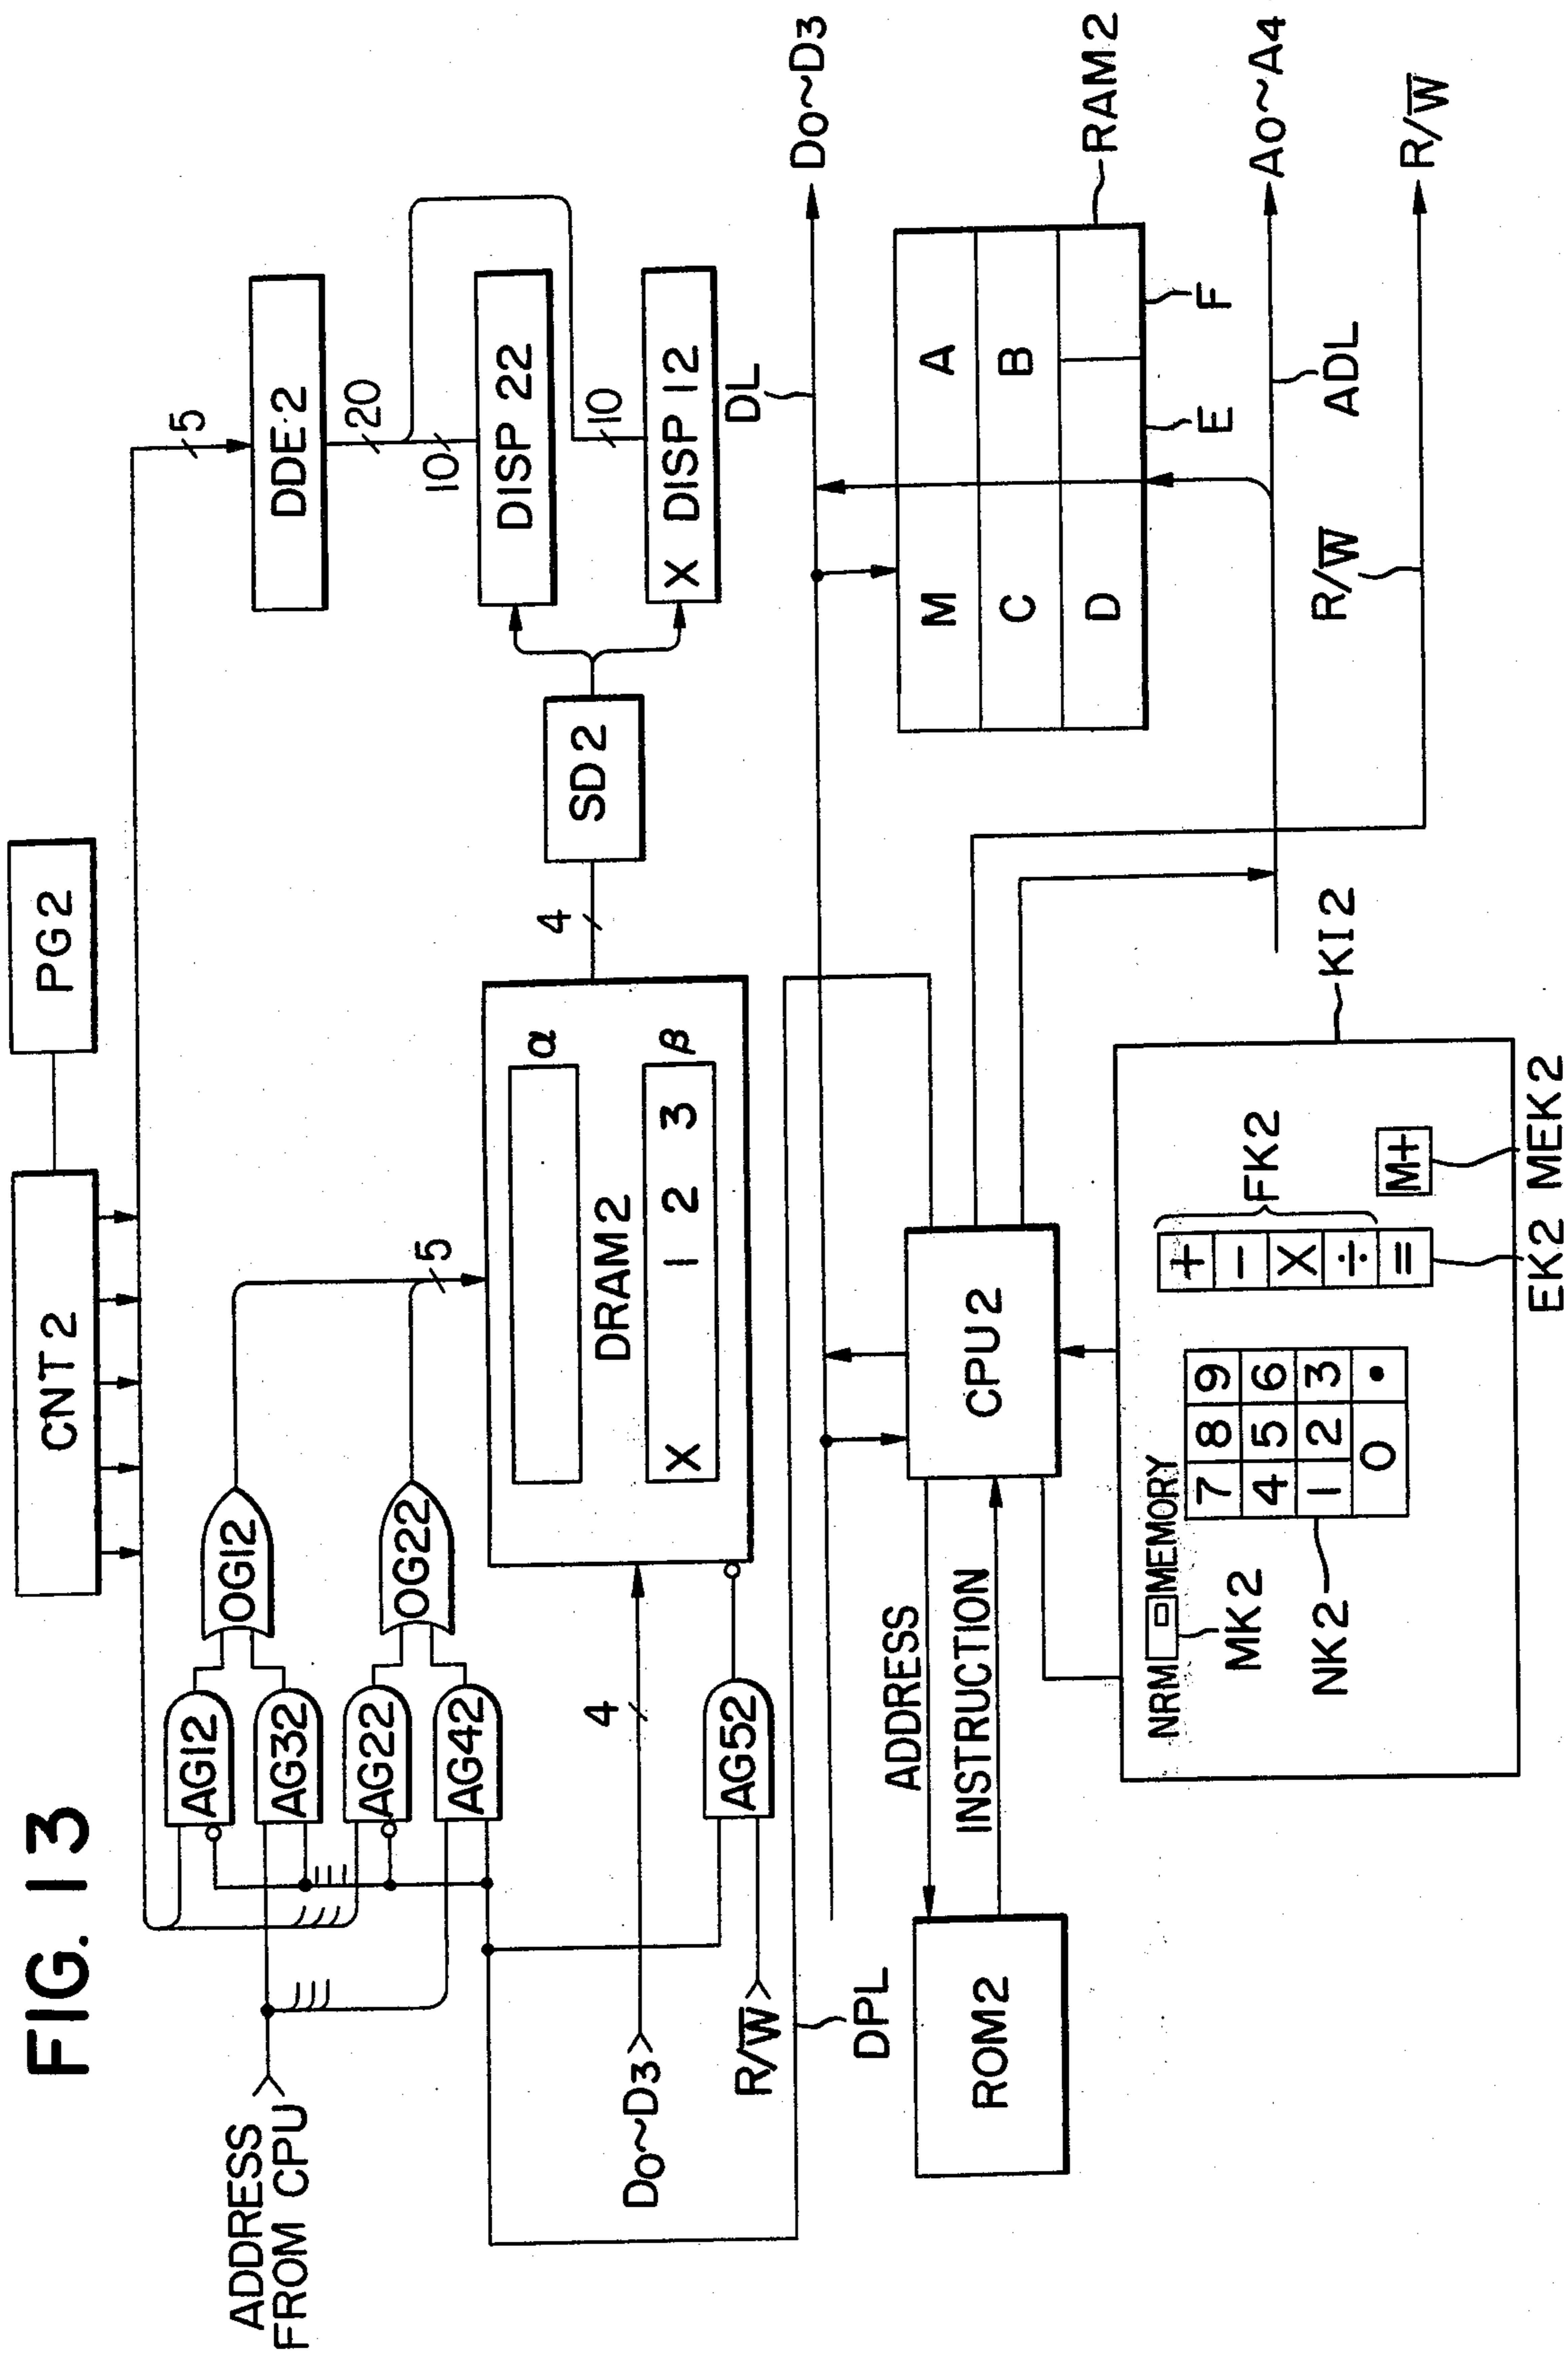 FIG. 13
PG2
CNT2
5
DDE2
20
10
DISP 22
10
X DISP 12
SD2
4
5
OG12
OG22
AG12
AG32
AG22
AG42
ADDRESS
FROM CPU
α
DRAM2
X 1 2 3 β
4
D0~D3
AG52
R/W̅
DPL
DL
D0~D3
M A
C B
D
E
F
RAM2
ADL
A0~A4
R/W̅
R/W̅
CPU2
ADDRESS
INSTRUCTION
ROM2
KI2
NRM MEMORY
MK2
NK2
7 8 9
4 5 6
1 2 3
0 •
+
−
X
÷
=
FK2
M+
EK2 MEK2